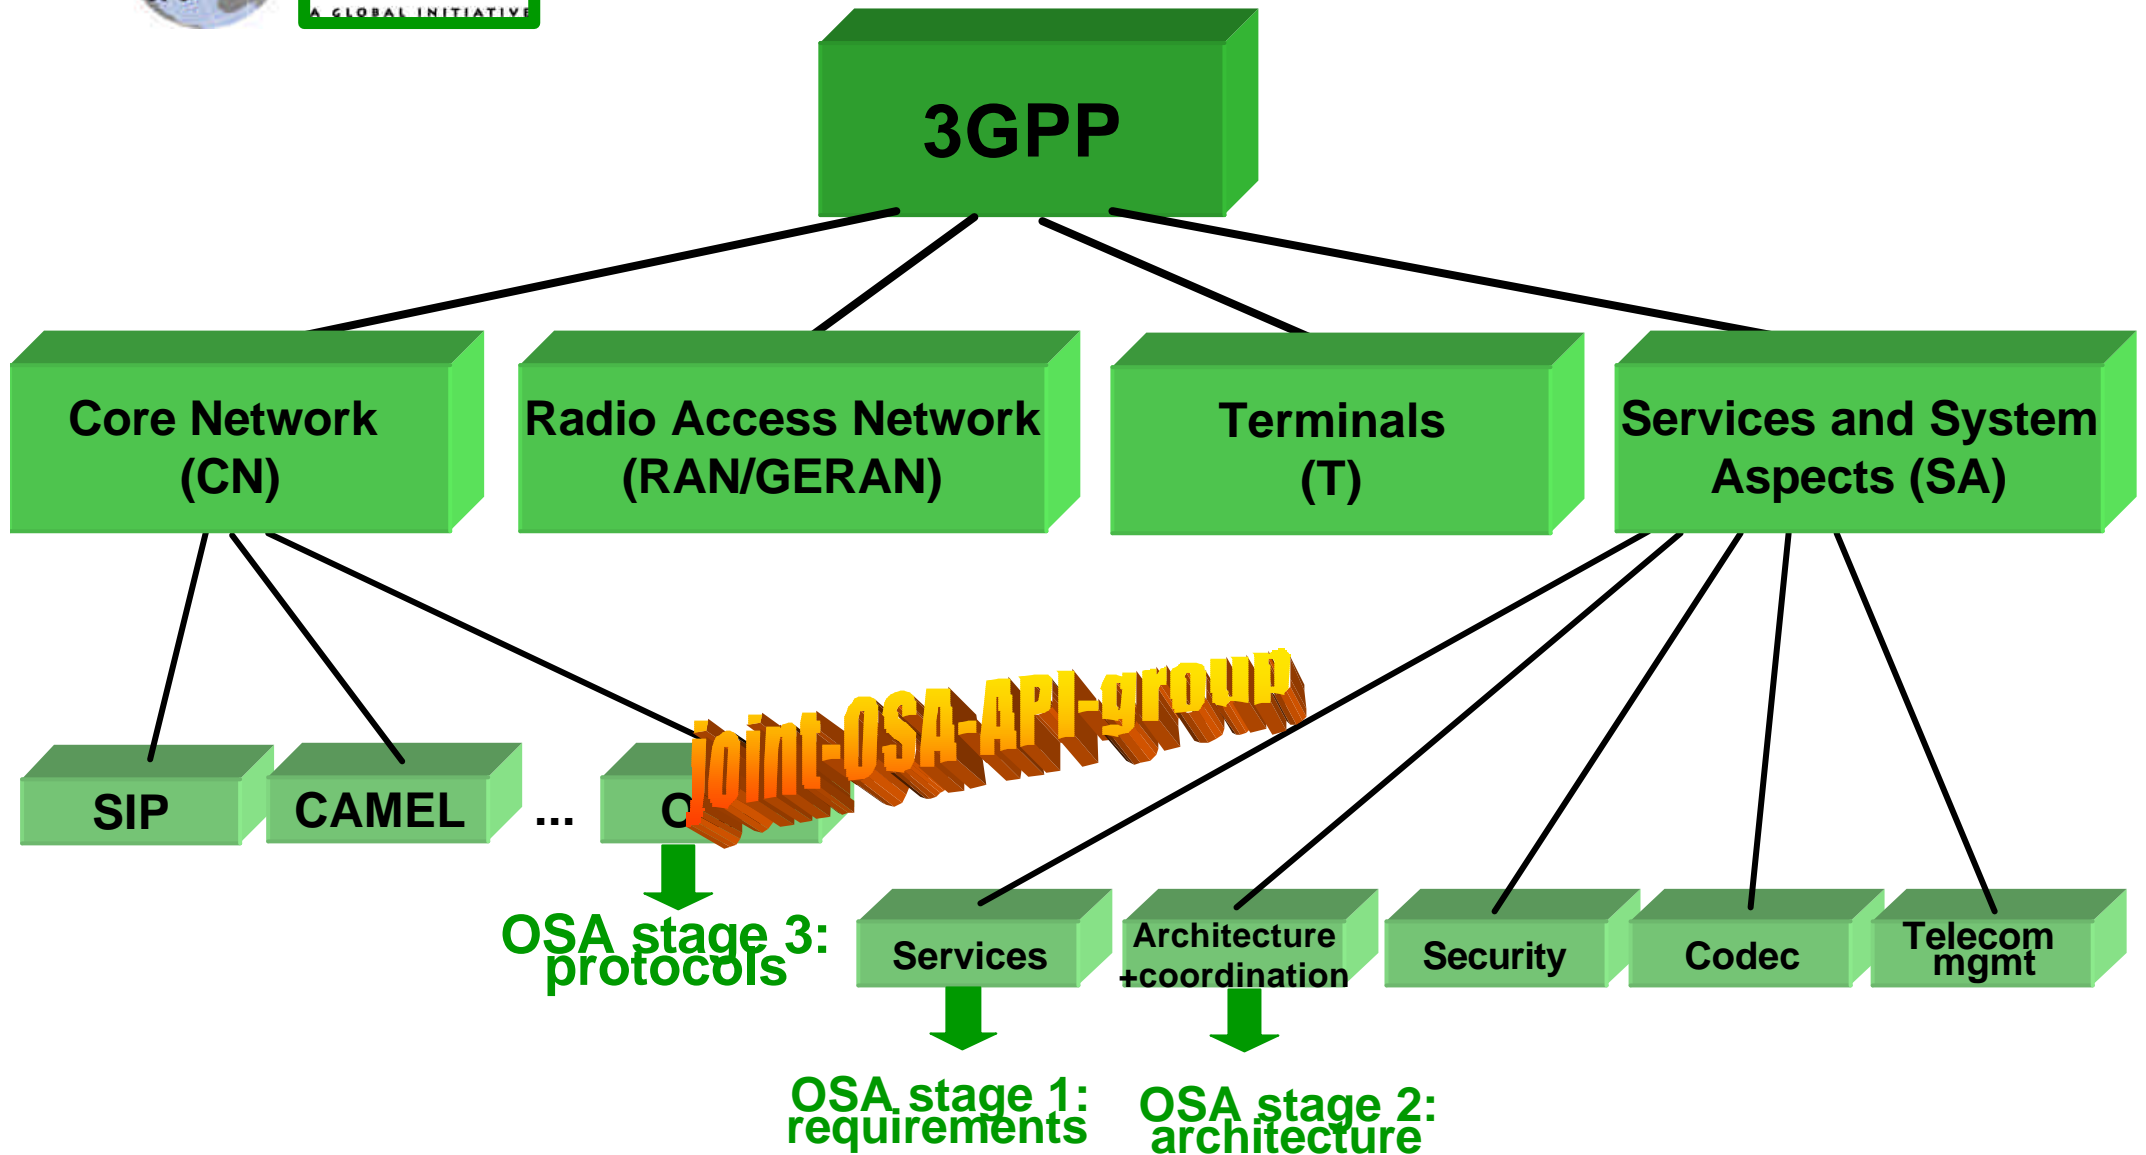 A GLOBAL INITIATIVE
3GPP
Core Network
(CN)
Radio Access Network
(RAN/GERAN)
Terminals
(T)
Services and System
Aspects (SA)
joint-OSA-API-group
SIP
CAMEL
...
OSA stage 3:
protocols
Services
Architecture
+coordination
Security
Codec
Telecom
mgmt
OSA stage 1:
requirements
OSA stage 2:
architecture